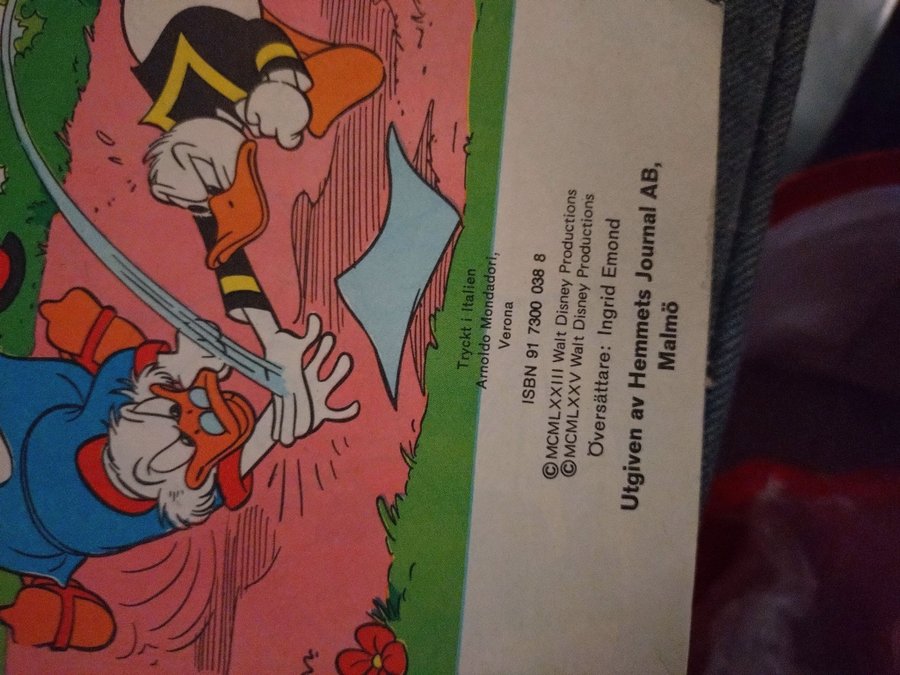 Tryckt i Italien
Arnoldo Mondadori,
Verona
ISBN 91 7300 038 8
©MCMLXXIII Walt Disney Productions
©MCMLXXV Walt Disney Productions
Översättare: Ingrid Emond
Utgiven av Hemmets Journal AB,
Malmö